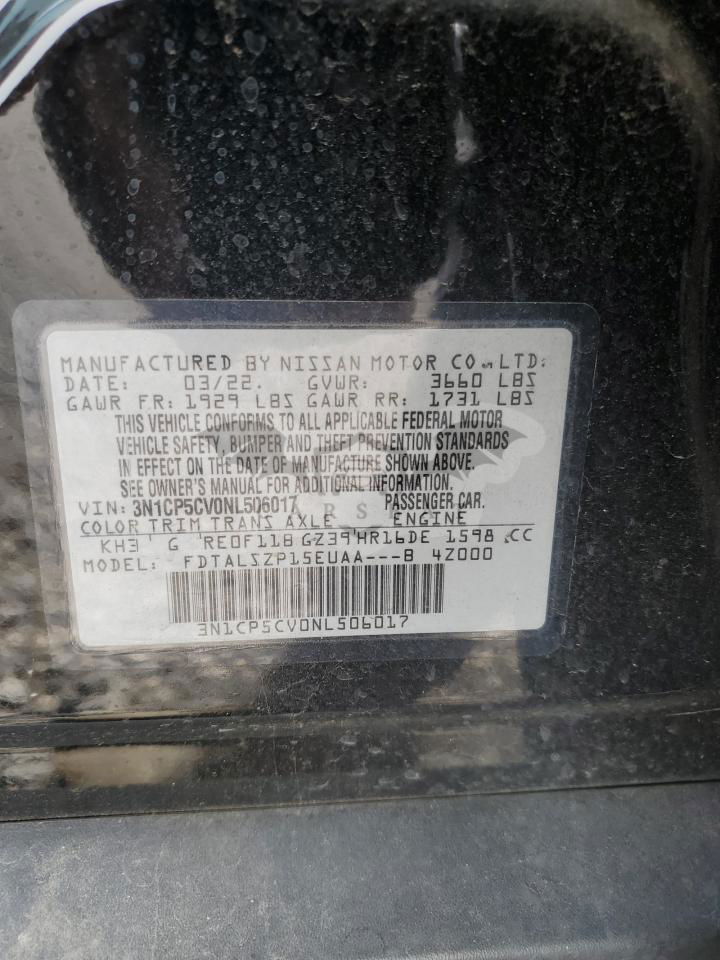 MANUFACTURED BY NISSAN MOTOR CO., LTD.
DATE: 03/22. GVWR: 3660 LBS
GAWR FR: 1929 LBS GAWR RR: 1731 LBS
THIS VEHICLE CONFORMS TO ALL APPLICABLE FEDERAL MOTOR
VEHICLE SAFETY, BUMPER AND THEFT PREVENTION STANDARDS
IN EFFECT ON THE DATE OF MANUFACTURE SHOWN ABOVE.
SEE OWNER'S MANUAL FOR ADDITIONAL INFORMATION.
VIN: 3N1CP5CV0NL506017 PASSENGER CAR.
COLOR TRIM TRANS AXLE ENGINE
KH3 G RE0F11B GZ39 HR16DE 1598 CC
MODEL: FDTALSZP15EUAA---B 4Z000
3N1CP5CV0NL506017